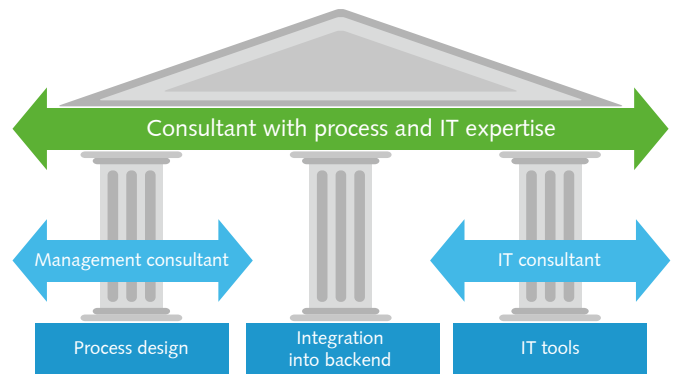 Consultant with process and IT expertise
Management consultant
IT consultant
Process design
Integration
into backend
IT tools